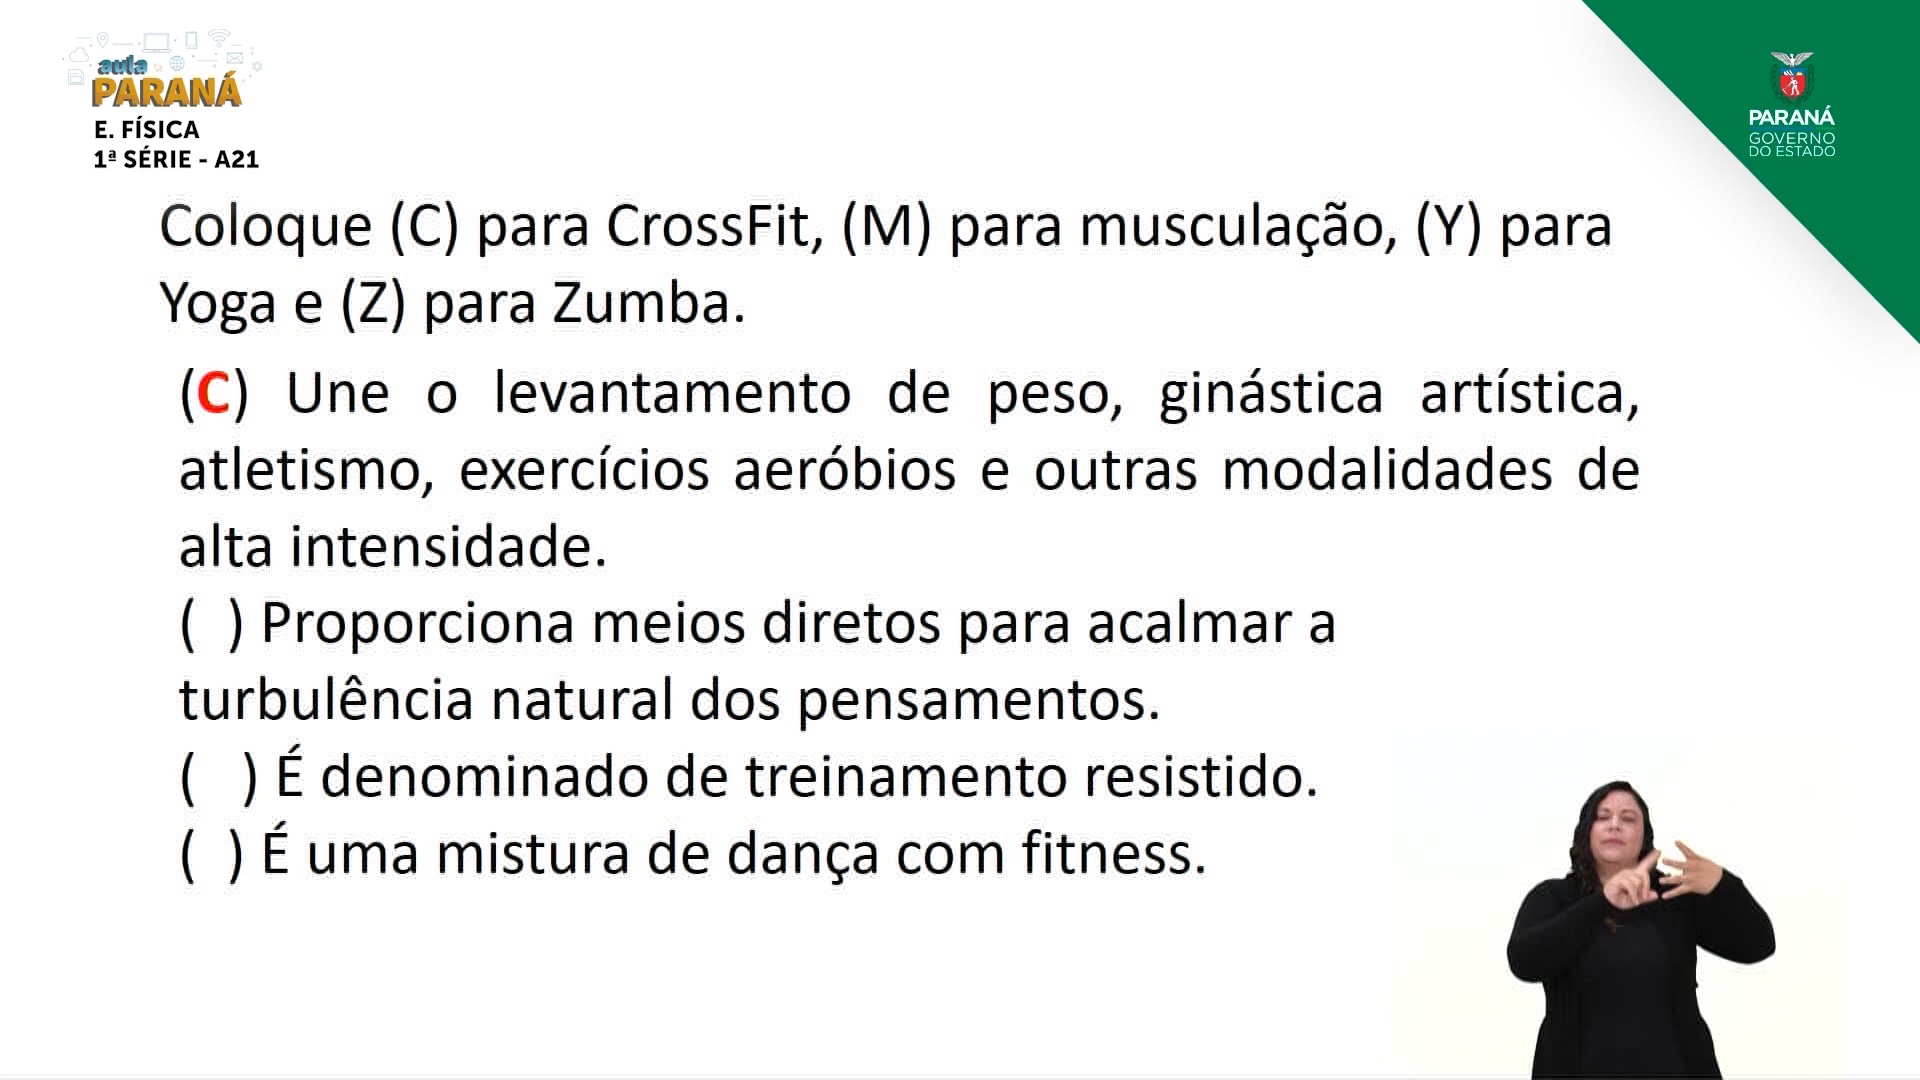 aula
PARANÁ
E. FÍSICA
1ª SÉRIE - A21
PARANÁ
GOVERNO
DO ESTADO
Coloque (C) para CrossFit, (M) para musculação, (Y) para
Yoga e (Z) para Zumba.
(C) Une o levantamento de peso, ginástica artística,
atletismo, exercícios aeróbios e outras modalidades de
alta intensidade.
( ) Proporciona meios diretos para acalmar a
turbulência natural dos pensamentos.
( ) É denominado de treinamento resistido.
( ) É uma mistura de dança com fitness.